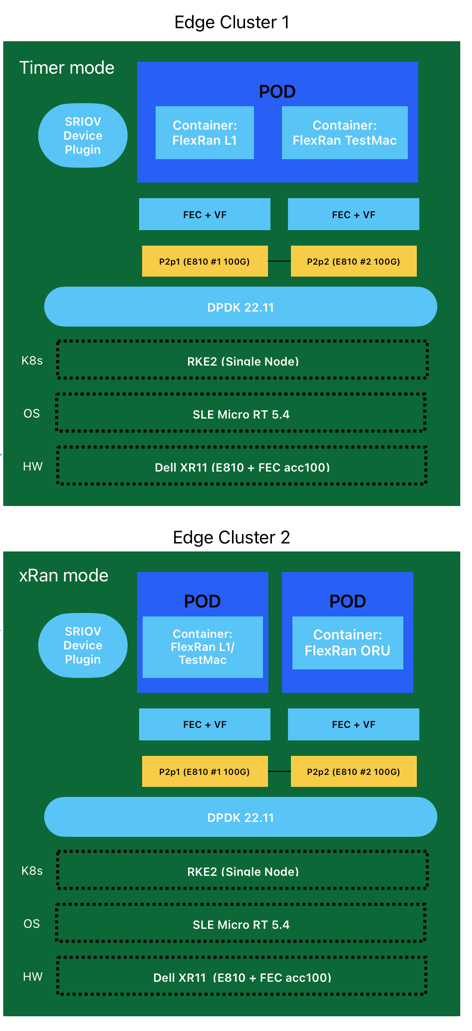 Edge Cluster 1
Timer mode
POD
SRIOV
Device
Plugin
Container:
FlexRan L1
Container:
FlexRan TestMac
FEC + VF
FEC + VF
P2p1 (E810 #1 100G)
P2p2 (E810 #2 100G)
DPDK 22.11
K8s
RKE2 (Single Node)
OS
SLE Micro RT 5.4
HW
Dell XR11 (E810 + FEC acc100)
Edge Cluster 2
xRan mode
POD
POD
SRIOV
Device
Plugin
Container:
FlexRan L1/
TestMac
Container:
FlexRan ORU
FEC + VF
FEC + VF
P2p1 (E810 #1 100G)
P2p2 (E810 #2 100G)
DPDK 22.11
K8s
RKE2 (Single Node)
OS
SLE Micro RT 5.4
HW
Dell XR11 (E810 + FEC acc100)